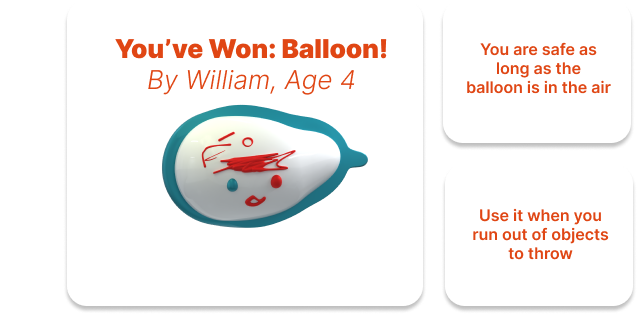 You’ve Won: Balloon!
By William, Age 4
You are safe as
long as the
balloon is in the air
Use it when you
run out of objects
to throw